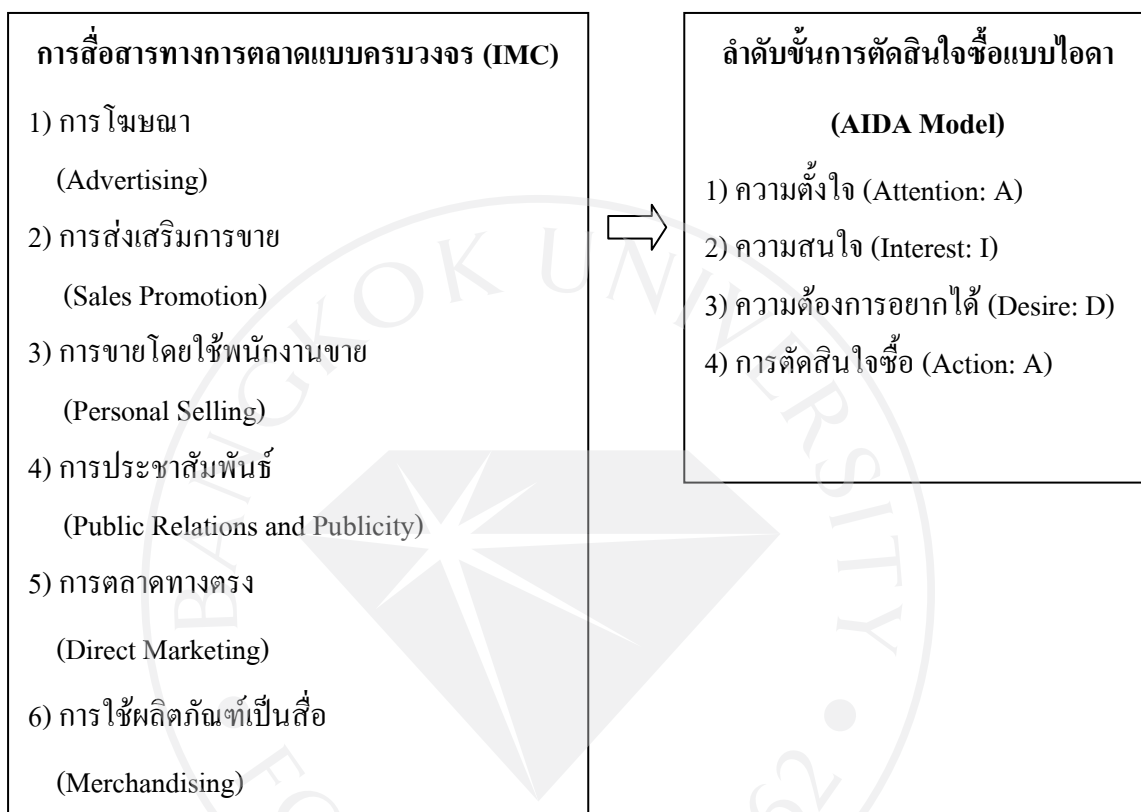 การสื่อสารทางการตลาดแบบครบวงจร (IMC)
1) การโฆษณา
(Advertising)
2) การส่งเสริมการขาย
(Sales Promotion)
3) การขายโดยใช้พนักงานขาย
(Personal Selling)
4) การประชาสัมพันธ์
(Public Relations and Publicity)
5) การตลาดทางตรง
(Direct Marketing)
6) การใช้ผลิตภัณฑ์เป็นสื่อ
(Merchandising)
ลำดับขั้นการตัดสินใจซื้อแบบไอดา
(AIDA Model)
1) ความตั้งใจ (Attention: A)
2) ความสนใจ (Interest: I)
3) ความต้องการอยากได้ (Desire: D)
4) การตัดสินใจซื้อ (Action: A)
BANGKOK UNIVERSITY